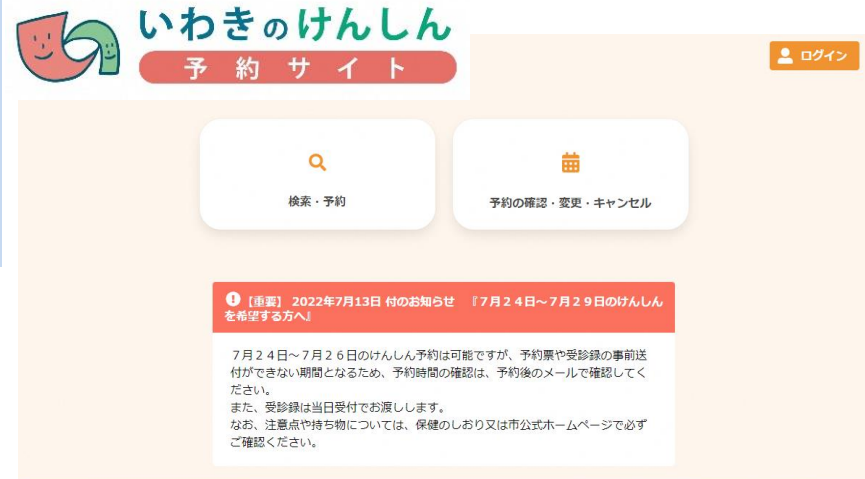 いわきのけんしん
予約サイト
ログイン
検索・予約
予約の確認・変更・キャンセル
【重要】 2022年7月13日 付のお知らせ 『７月２４日～７月２９日のけんしん
を希望する方へ』
７月２４日～７月２６日のけんしん予約は可能ですが、予約票や受診録の事前送
付ができない期間となるため、予約時間の確認は、予約後のメールで確認してく
ださい。
また、受診録は当日受付でお渡しします。
なお、注意点や持ち物については、保健のしおり又は市公式ホームページで必ず
ご確認ください。